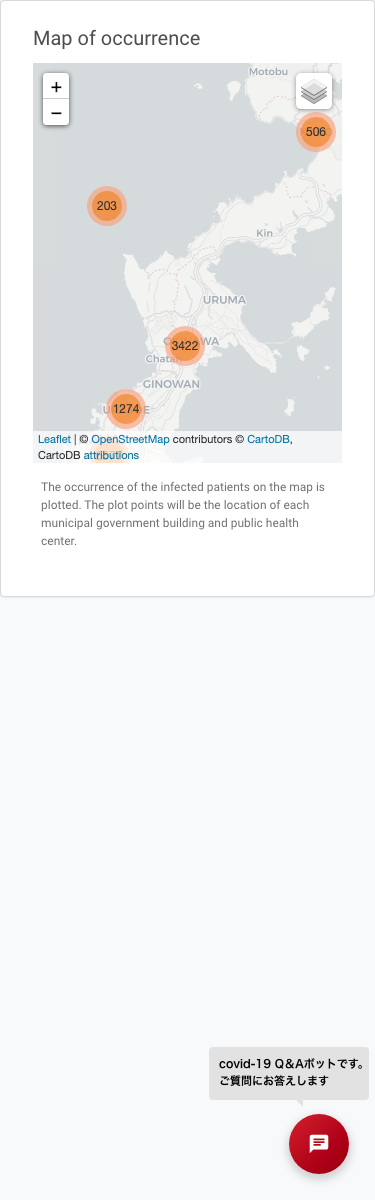 Map of occurrence
Motobu
+
−
506
203
Kin
URUMA
3422
Chatan
GINOWAN
1274
Leaflet | © OpenStreetMap contributors © CartoDB,
CartoDB attributions
The occurrence of the infected patients on the map is
plotted. The plot points will be the location of each
municipal government building and public health
center.
covid-19 Q&Aボットです。
ご質問にお答えします